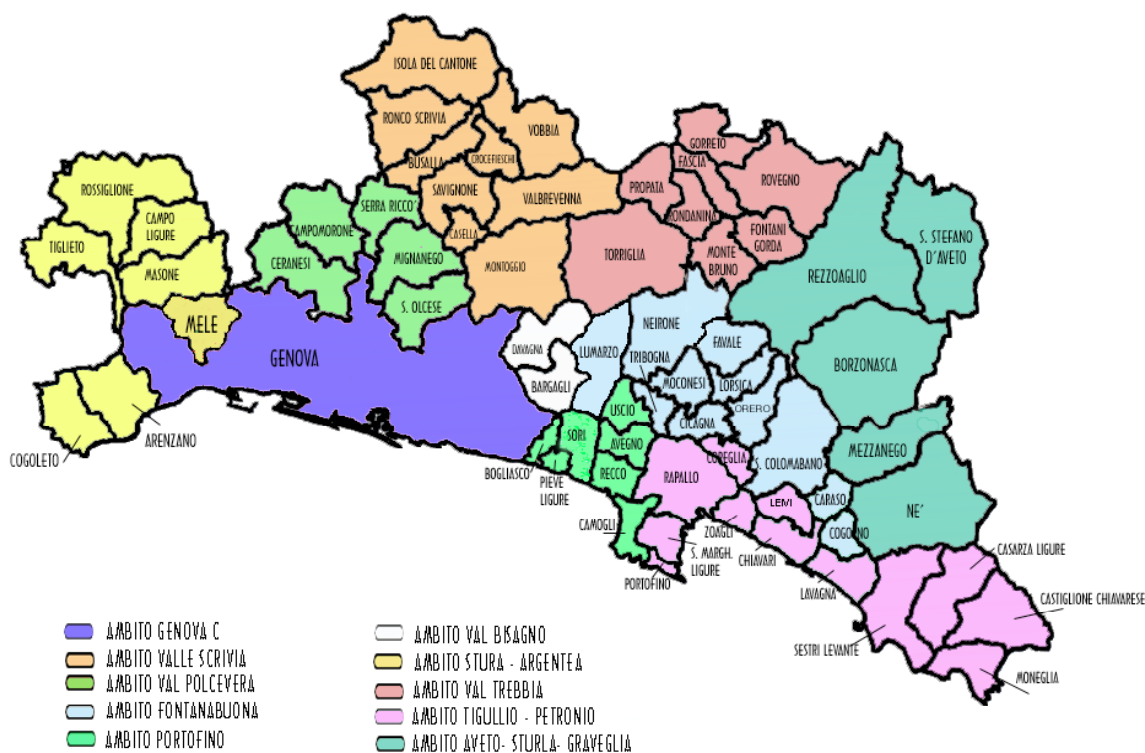 ISOLA DEL CANTONE
RONCO SCRIVIA
VOBBIA
BUSALLA
CROCEFIESCHI
GORRETO
FASCIA
ROVEGNO
PROPATA
RONDANINA
SAVIGNONE
VALBREVENNA
CASELLA
ROSSIGLIONE
CAMPO
LIGURE
TIGLIETO
MASONE
MELE
SERRA RICCO'
CAMPOMORONE
MIGNANEGO
CERANESI
S. OLCESE
MONTOGGIO
TORRIGLIA
MONTE
BRUNO
FONTANI
GORDA
REZZOAGLIO
S. STEFANO
D'AVETO
GENOVA
DAVAGNA
BARGAGLI
LUMARZO
NEIRONE
TRIBOGNA
FAVALE
MOCONESI
LORSICA
ORERO
CICAGNA
BORZONASCA
USCIO
SORI
AVEGNO
RECCO
COREGLIA
S. COLOMABANO
MEZZANEGO
RAPALLO
LEIVI
CARASO
NE'
COGORNO
ARENZANO
COGOLETO
BOGLIASCO
PIEVE
LIGURE
CAMOGLI
ZOAGLI
S. MARGH.
LIGURE
CHIAVARI
PORTOFINO
LAVAGNA
CASARZA LIGURE
CASTIGLIONE CHIAVARESE
SESTRI LEVANTE
MONEGLIA
AMBITO GENOVA C
AMBITO VALLE SCRIVIA
AMBITO VAL POLCEVERA
AMBITO FONTANABUONA
AMBITO PORTOFINO
AMBITO VAL BISAGNO
AMBITO STURA - ARGENTEA
AMBITO VAL TREBBIA
AMBITO TIGULLIO - PETRONIO
AMBITO AVETO- STURLA- GRAVEGLIA